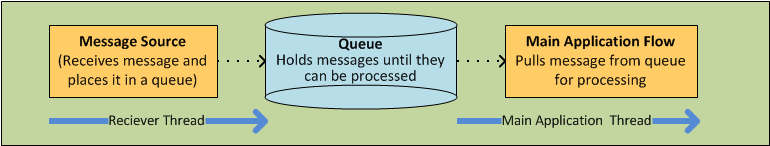 Message Source
(Receives message and
places it in a queue)
Queue
Holds messages until they
can be processed
Main Application Flow
Pulls message from queue
for processing
Reciever Thread
Main Application  Thread